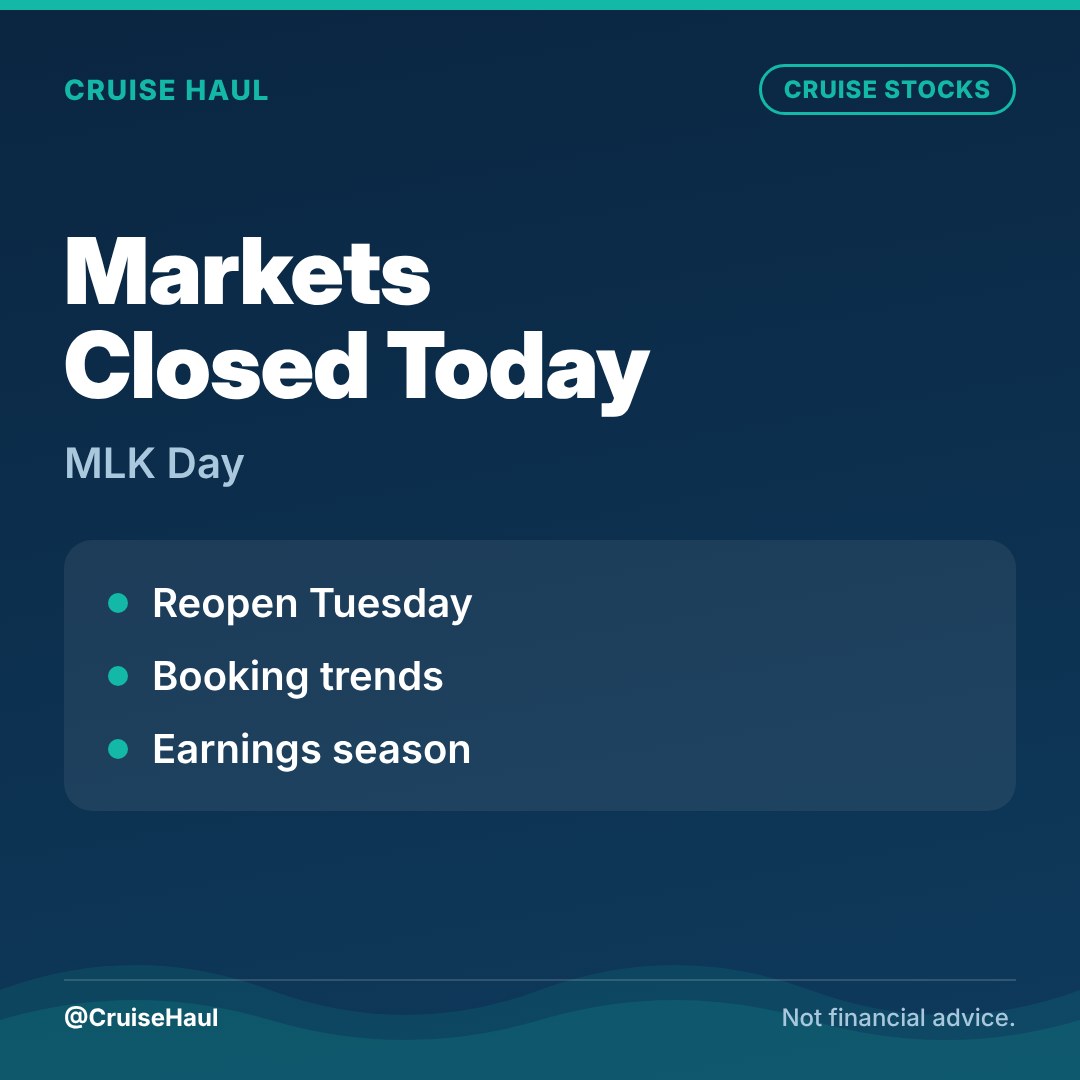 CRUISE HAUL
CRUISE STOCKS
Markets
Closed Today
MLK Day
Reopen Tuesday
Booking trends
Earnings season
@CruiseHaul
Not financial advice.